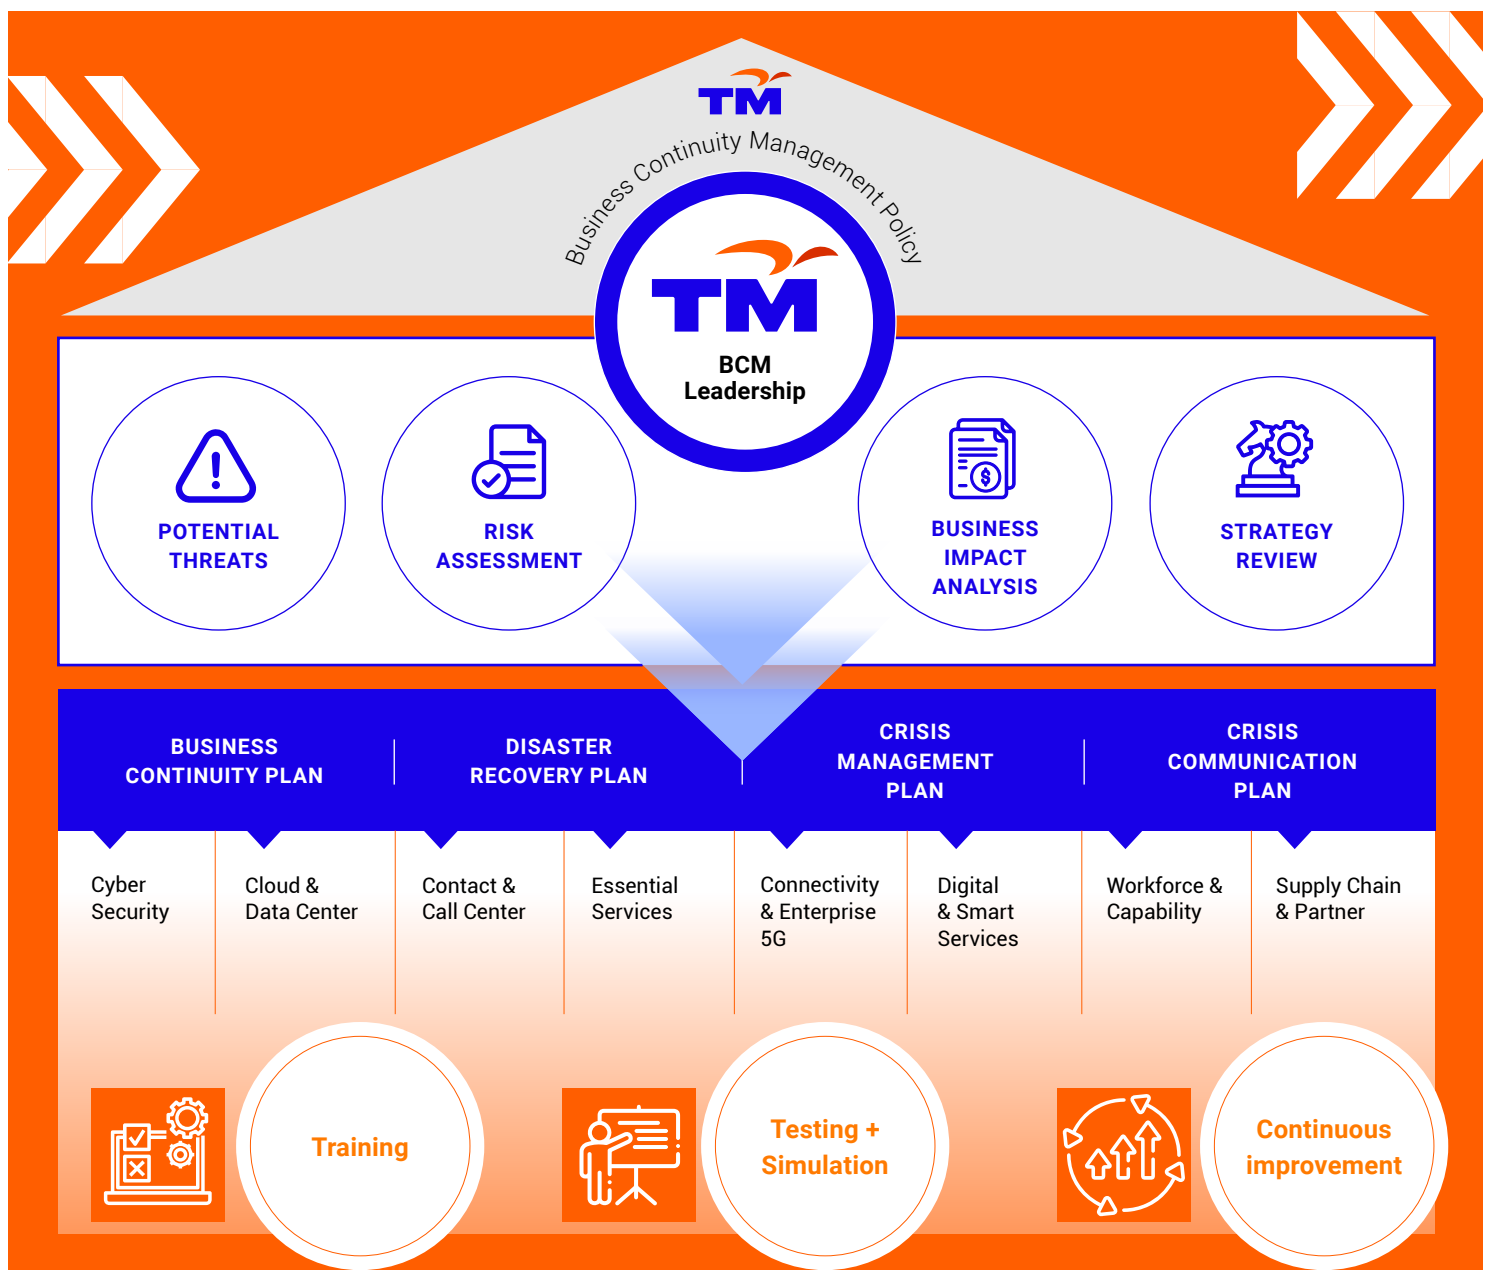 TM
Business Continuity Management Policy
TM
BCM
Leadership
POTENTIAL
THREATS
RISK
ASSESSMENT
BUSINESS
IMPACT
ANALYSIS
STRATEGY
REVIEW
BUSINESS
CONTINUITY PLAN
DISASTER
RECOVERY PLAN
CRISIS
MANAGEMENT
PLAN
CRISIS
COMMUNICATION
PLAN
Cyber
Security
Cloud &
Data Center
Contact &
Call Center
Essential
Services
Connectivity
& Enterprise
5G
Digital
& Smart
Services
Workforce &
Capability
Supply Chain
& Partner
Training
Testing +
Simulation
Continuous
improvement